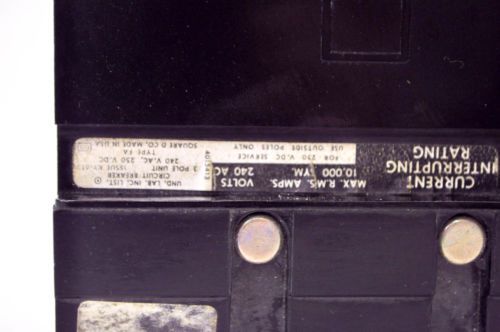 CURRENT
INTERRUPTING
RATING
MAX. R.M.S. AMPS. VOLTS
10,000 SYM. 240 AC
FOR 250 V.DC SERVICE
USE OUTSIDE POLES ONLY
UND. LAB. INC. LIST.
CIRCUIT BREAKER
3 POLE UNIT ISSUE
240 V.AC, 250 V.DC
TYPE FA
SQUARE D CO. MADE IN USA